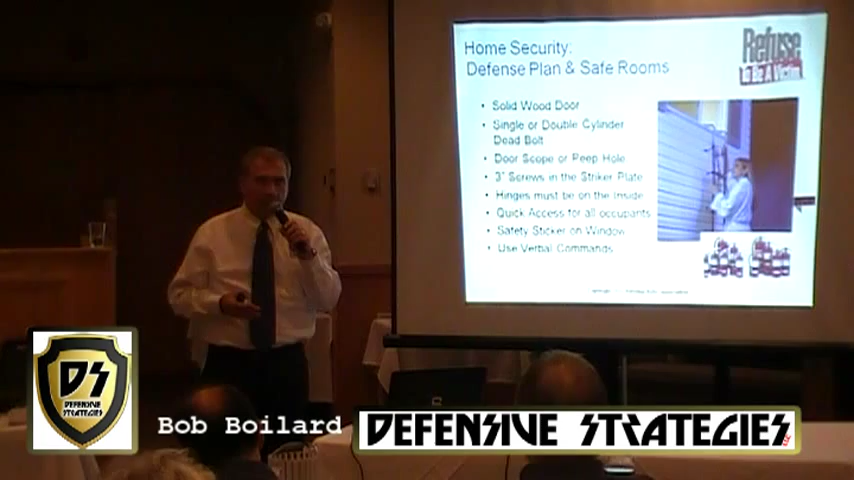 Home Security:
Defense Plan & Safe Rooms
Refuse
To Be A Victim
• Solid Wood Door
• Single or Double Cylinder
Dead Bolt
• Door Scope or Peep Hole
• 3" Screws in the Striker Plate
• Hinges must be on the inside
• Quick Access for all occupants
• Safety Sticker on Window
• Use Verbal Commands
DS
DEFENSIVE
STRATEGIES
Bob Boilard
DEFENSIVE STRATEGIES